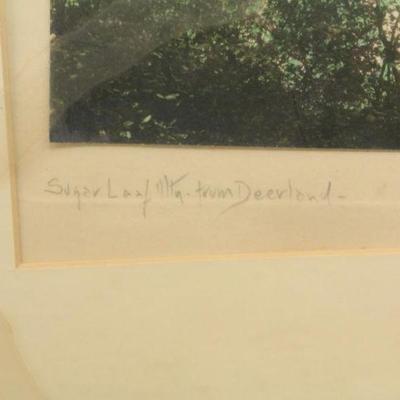 Sugar Loaf Mtn. from Deerland -